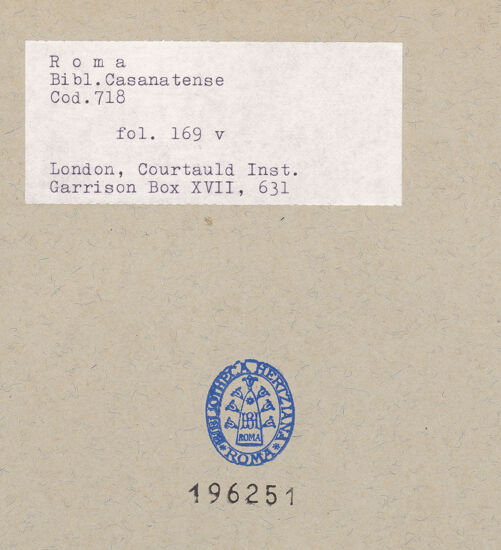 R o m a
Bibl.Casanatense
Cod.718
fol. 169 v
London, Courtauld Inst.
Garrison Box XVII, 631
BIBLIOTHECA HERTZIANA
ROMA
* ROMA *
196251